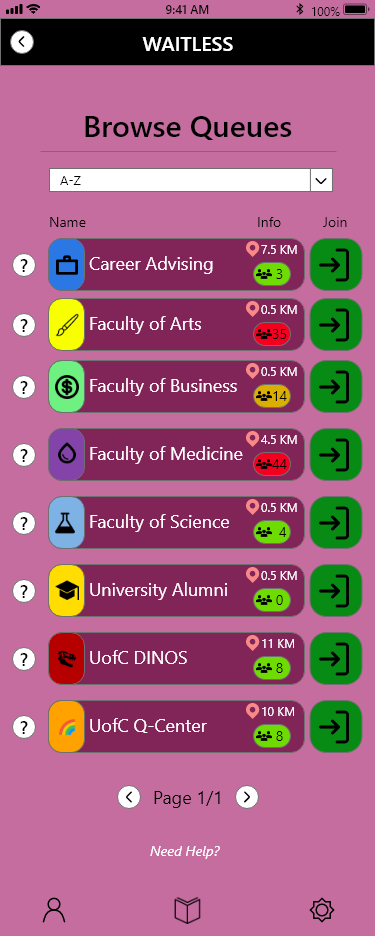 9:41 AM 100%
WAITLESS
Browse Queues
A-Z
Name Info Join
? Career Advising 7.5 KM
3
? Faculty of Arts 0.5 KM
35
? Faculty of Business 0.5 KM
$ 14
? Faculty of Medicine 4.5 KM
44
? Faculty of Science 0.5 KM
4
? University Alumni 0.5 KM
0
? UofC DINOS 11 KM
8
? UofC Q-Center 10 KM
8
Page 1/1
Need Help?